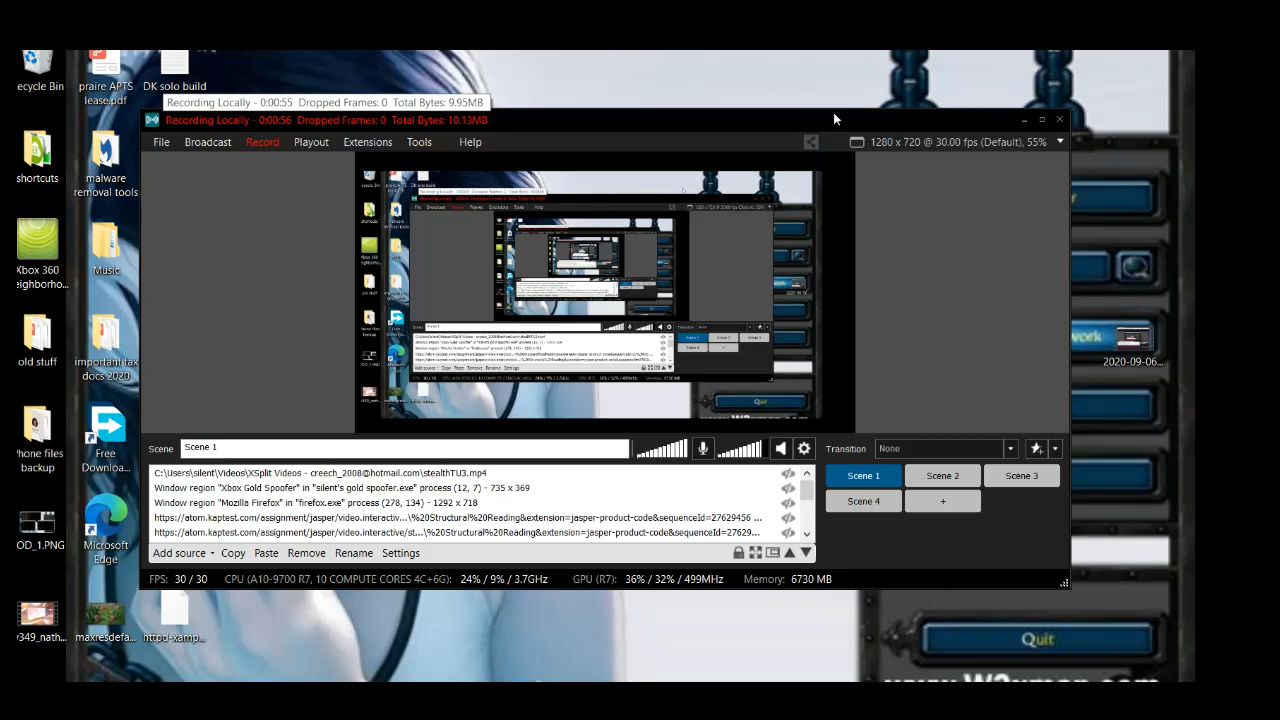 ecycle Bin
praire APTS
lease.pdf
DK solo build
shortcuts
malware
removal tools
Xbox 360
eighborho...
Music
old stuff
important tax
docs 2020
hone files
backup
Free
Downloa...
OD_1.PNG
Microsoft
Edge
v349_nath...
maxresdefa...
httpd-xamp...
Recording Locally - 0:00:55 Dropped Frames: 0 Total Bytes: 9.95MB
Recording Locally - 0:00:56 Dropped Frames: 0 Total Bytes: 10.13MB
File Broadcast Record Playout Extensions Tools Help
1280 x 720 @ 30.00 fps (Default), 55%
Scene Scene 1
Transition None
C:\Users\silent\Videos\XSplit Videos - creech_2008@hotmail.com\stealthTU3.mp4
Window region "Xbox Gold Spoofer" in "silent's gold spoofer.exe" process (12, 7) - 735 x 369
Window region "Mozilla Firefox" in "firefox.exe" process (278, 134) - 1292 x 718
https://atom.kaptest.com/assignment/jasper/video.interactiv...\%20Structural%20Reading&extension=jasper-product-code&sequenceId=27629456 ...
https://atom.kaptest.com/assignment/jasper/video.interactive/st...\%20Structural%20Reading&extension=jasper-product-code&sequenceId=27629...
Scene 1 Scene 2 Scene 3
Scene 4 +
Add source Copy Paste Remove Rename Settings
FPS: 30 / 30 CPU (A10-9700 R7, 10 COMPUTE CORES 4C+6G): 24% / 9% / 3.7GHz GPU (R7): 36% / 32% / 499MHz Memory: 6730 MB
2020-09-06...
Quit